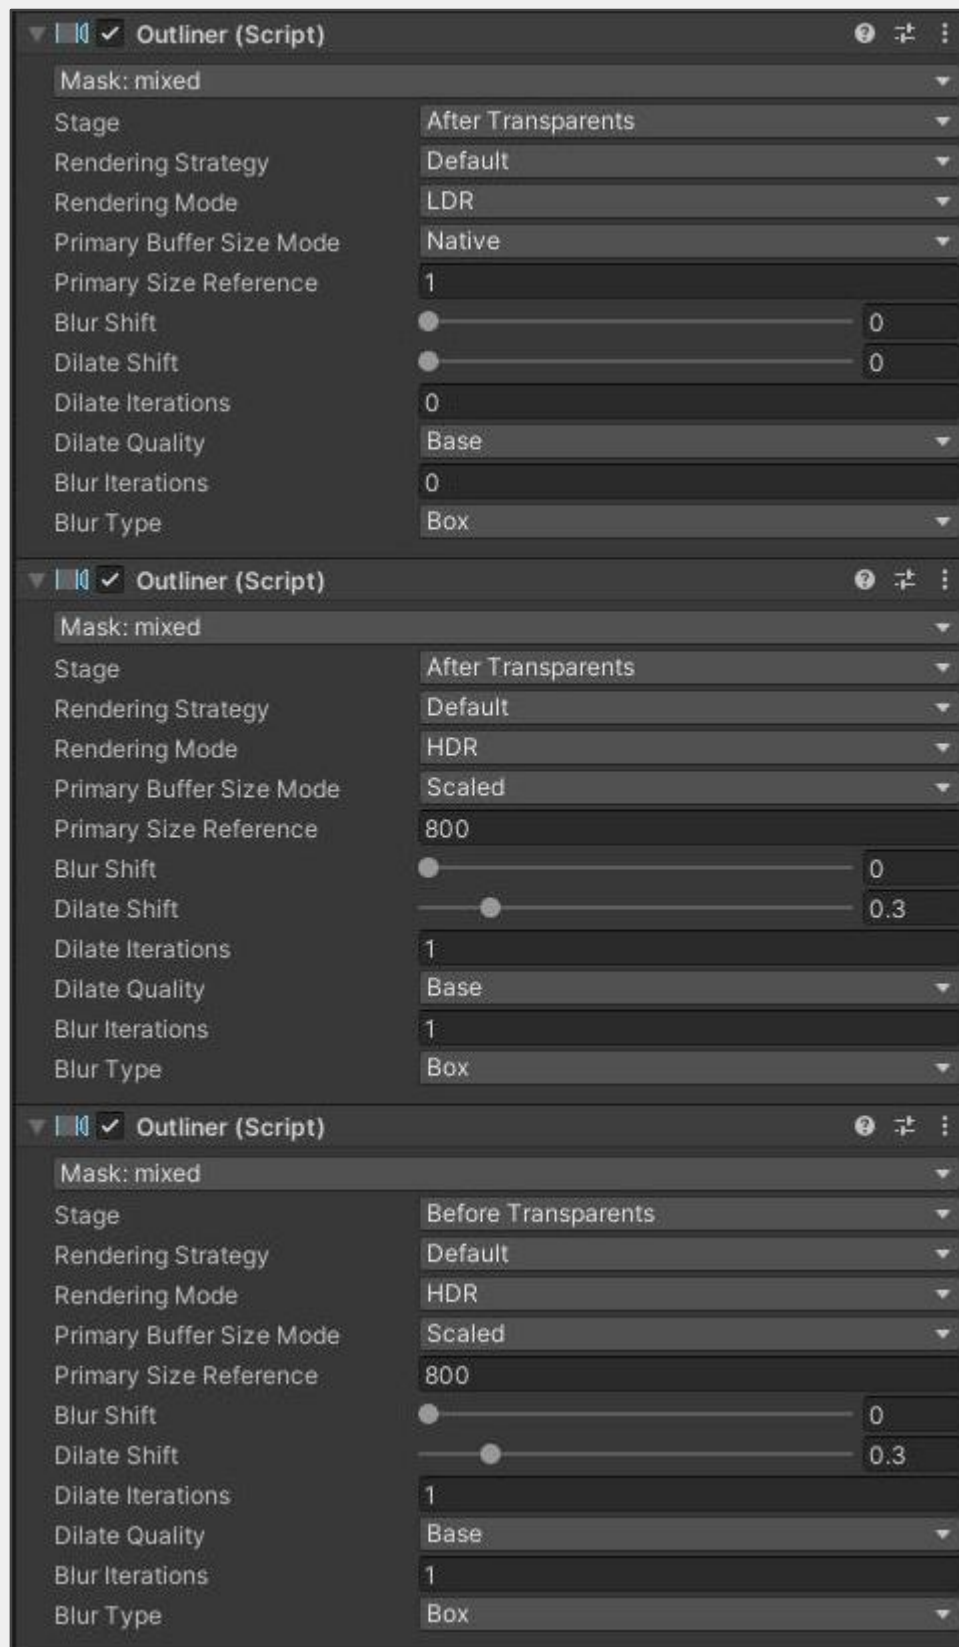 Outliner (Script)
Mask: mixed
Stage After Transparents
Rendering Strategy Default
Rendering Mode LDR
Primary Buffer Size Mode Native
Primary Size Reference 1
Blur Shift 0
Dilate Shift 0
Dilate Iterations 0
Dilate Quality Base
Blur Iterations 0
Blur Type Box
Outliner (Script)
Mask: mixed
Stage After Transparents
Rendering Strategy Default
Rendering Mode HDR
Primary Buffer Size Mode Scaled
Primary Size Reference 800
Blur Shift 0
Dilate Shift 0.3
Dilate Iterations 1
Dilate Quality Base
Blur Iterations 1
Blur Type Box
Outliner (Script)
Mask: mixed
Stage Before Transparents
Rendering Strategy Default
Rendering Mode HDR
Primary Buffer Size Mode Scaled
Primary Size Reference 800
Blur Shift 0
Dilate Shift 0.3
Dilate Iterations 1
Dilate Quality Base
Blur Iterations 1
Blur Type Box